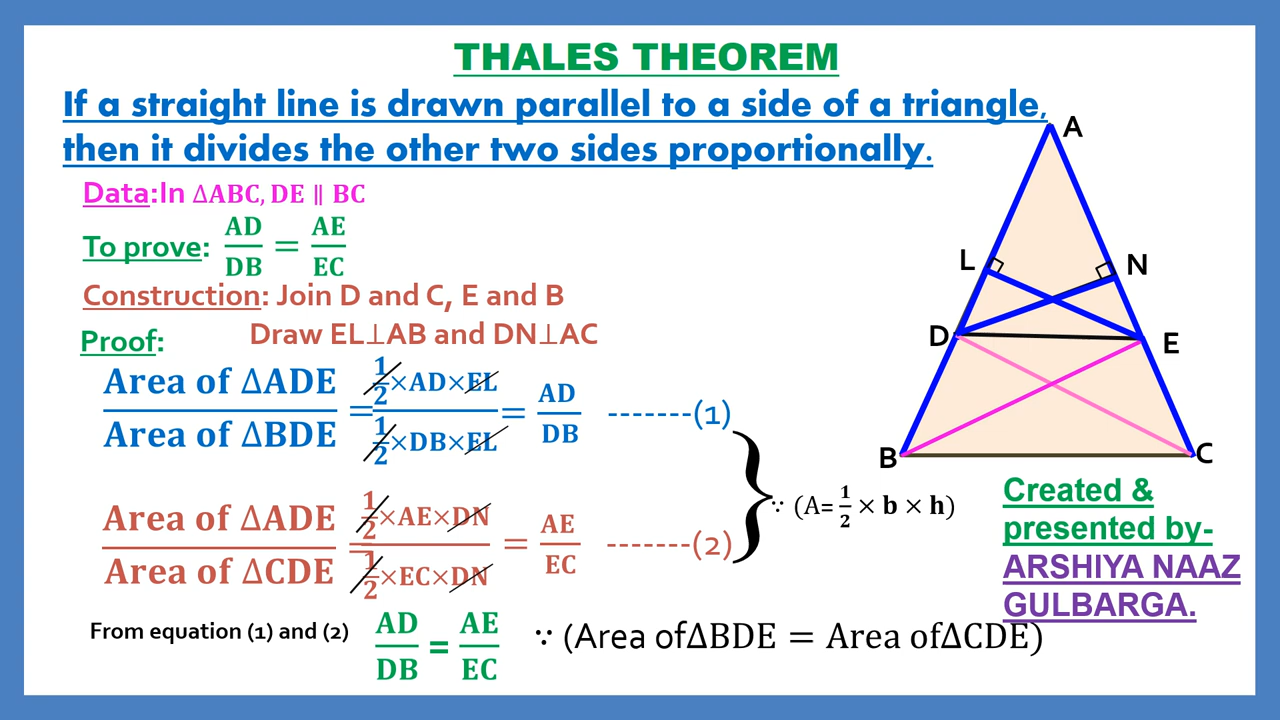 THALES THEOREM
If a straight line is drawn parallel to a side of a triangle,
then it divides the other two sides proportionally.
Data:In ΔABC, DE ∥ BC
To prove: AD/DB = AE/EC
Construction: Join D and C, E and B
Draw EL⊥AB and DN⊥AC
Proof:
Area of ΔADE/Area of ΔBDE = 1/2×AD×EL/1/2×DB×EL = AD/DB -------(1)
Area of ΔADE/Area of ΔCDE = 1/2×AE×DN/1/2×EC×DN = AE/EC -------(2)
∵ (A= 1/2 × b × h)
From equation (1) and (2) AD/DB = AE/EC ∵ (Area ofΔBDE = Area ofΔCDE)
A
L
N
D
E
B
C
Created &
presented by-
ARSHIYA NAAZ
GULBARGA.